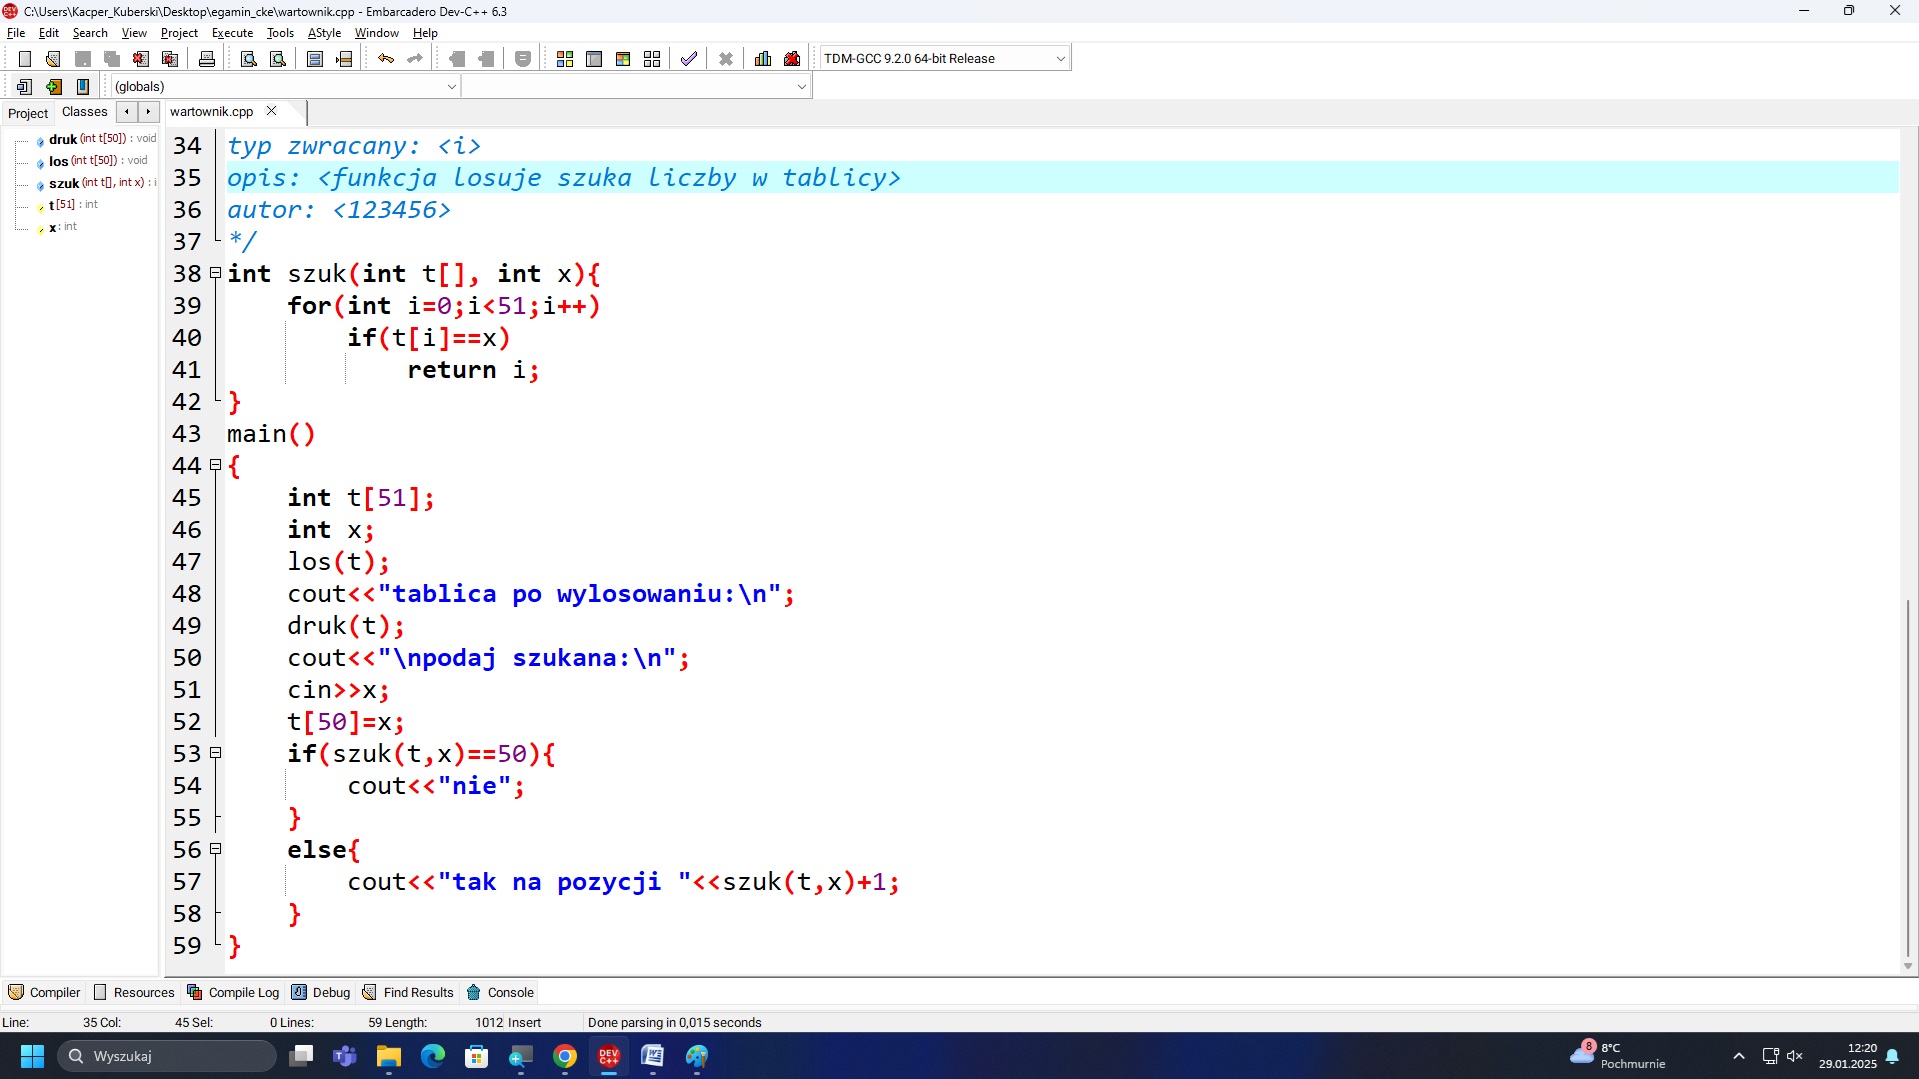 C:\Users\Kacper_Kuberski\Desktop\egamin_cke\wartownik.cpp - Embarcadero Dev-C++ 6.3
File Edit Search View Project Execute Tools AStyle Window Help
TDM-GCC 9.2.0 64-bit Release
(globals)
Project Classes wartownik.cpp
druk (int t[50]) : void
los (int t[50]) : void
szuk (int t[], int x) : i
t [51] : int
x : int
34 typ zwracany: <i>
35 opis: <funkcja losuje szuka liczby w tablicy>
36 autor: <123456>
37 */
38 int szuk(int t[], int x){
39 for(int i=0;i<51;i++)
40 if(t[i]==x)
41 return i;
42 }
43 main()
44 {
45 int t[51];
46 int x;
47 los(t);
48 cout<<"tablica po wylosowaniu:\n";
49 druk(t);
50 cout<<"\npodaj szukana:\n";
51 cin>>x;
52 t[50]=x;
53 if(szuk(t,x)==50){
54 cout<<"nie";
55 }
56 else{
57 cout<<"tak na pozycji "<<szuk(t,x)+1;
58 }
59 }
Compiler Resources Compile Log Debug Find Results Console
Line: 35 Col: 45 Sel: 0 Lines: 59 Length: 1012 Insert Done parsing in 0,015 seconds
Wyszukaj
8
8°C
Pochmurnie
12:20
29.01.2025